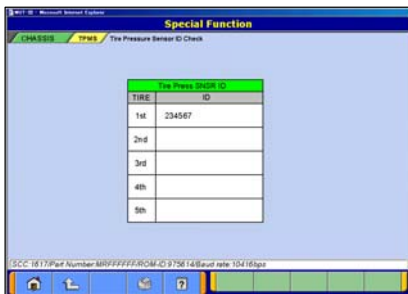 MUT-III - Microsoft Internet Explorer
Special Function
CHASSIS TPMS Tire Pressure Sensor ID Check
Tire Press SNSR ID
TIRE ID
1st 234567
2nd
3rd
4th
5th
SCC:1617/Part Number:MRFFFFFF/ROM-ID:975614/Baud rate:10416bps
?